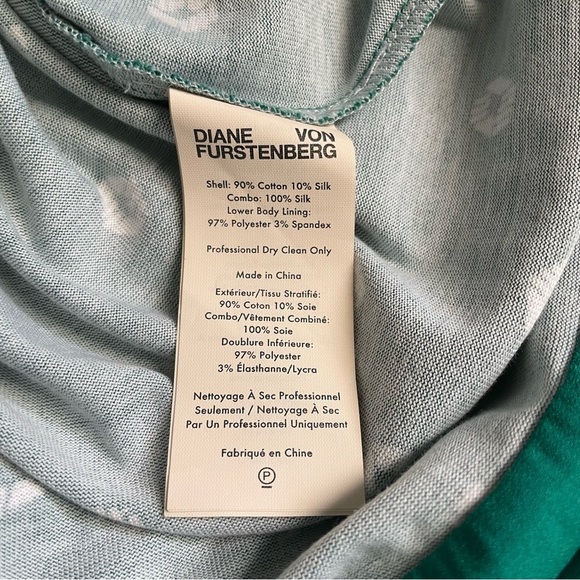 DIANE VON
FURSTENBERG
Shell: 90% Cotton 10% Silk
Combo: 100% Silk
Lower Body Lining:
97% Polyester 3% Spandex
Professional Dry Clean Only
Made in China
Extérieur/Tissu Stratifié:
90% Coton 10% Soie
Combo/Vêtement Combiné:
100% Soie
Doublure Inférieure:
97% Polyester
3% Élasthanne/Lycra
Nettoyage À Sec Professionnel
Seulement / Nettoyage À Sec
Par Un Professionnel Uniquement
Fabriqué en Chine
P